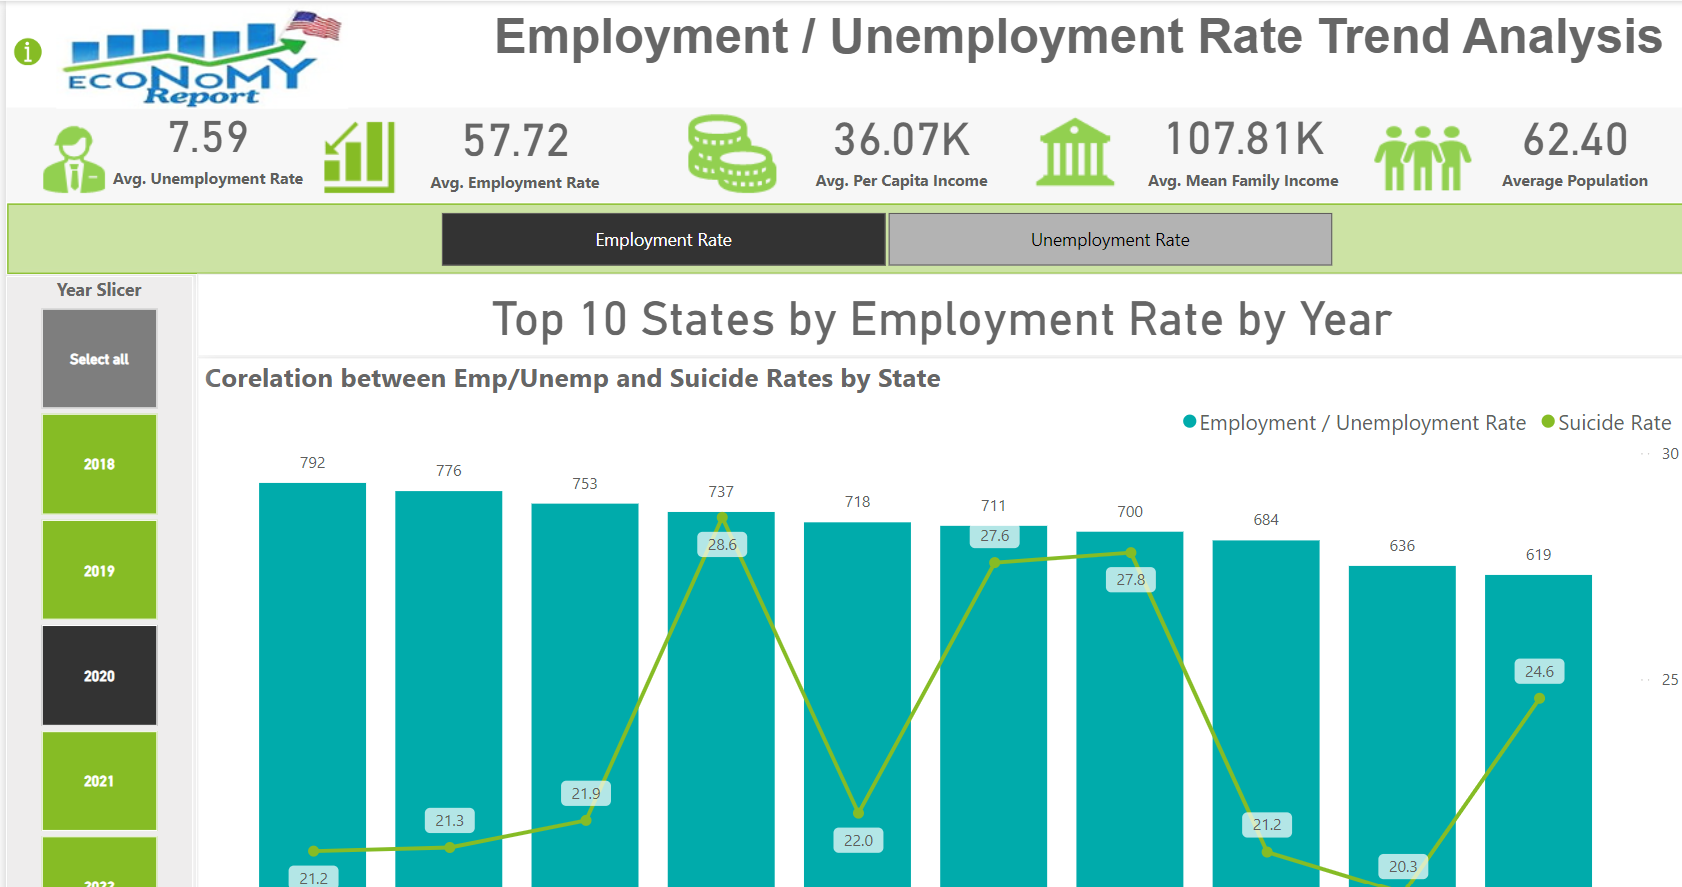 i
ECONOMY
Report
Employment / Unemployment Rate Trend Analysis
7.59
Avg. Unemployment Rate
57.72
Avg. Employment Rate
36.07K
Avg. Per Capita Income
107.81K
Avg. Mean Family Income
62.40
Average Population
Employment Rate
Unemployment Rate
Year Slicer
Select all
2018
2019
2020
2021
2022
Top 10 States by Employment Rate by Year
Corelation between Emp/Unemp and Suicide Rates by State
Employment / Unemployment Rate
Suicide Rate
792
776
753
737
718
711
700
684
636
619
21.2
21.3
21.9
28.6
22.0
27.6
27.8
21.2
20.3
24.6
30
25